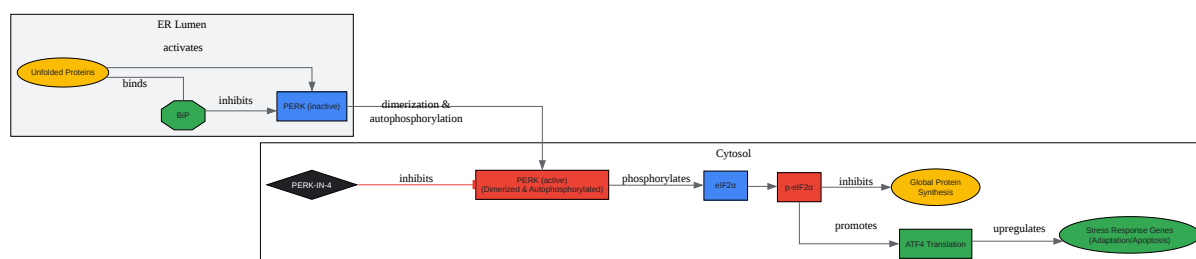 ER Lumen
activates
Unfolded Proteins
binds
BiP
inhibits
PERK (inactive)
dimerization &
autophosphorylation
Cytosol
PERK-IN-4
inhibits
PERK (active)
(Dimerized & Autophosphorylated)
phosphorylates
eIF2α
p-eIF2α
inhibits
Global Protein
Synthesis
promotes
ATF4 Translation
upregulates
Stress Response Genes
(Adaptation/Apoptosis)